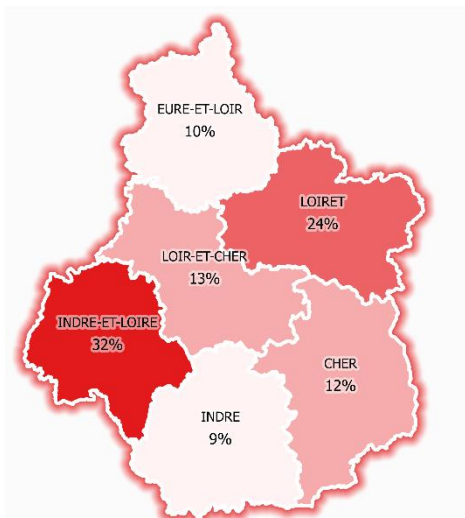 EURE-ET-LOIR
10%
LOIRET
24%
LOIR-ET-CHER
13%
INDRE-ET-LOIRE
32%
CHER
12%
INDRE
9%